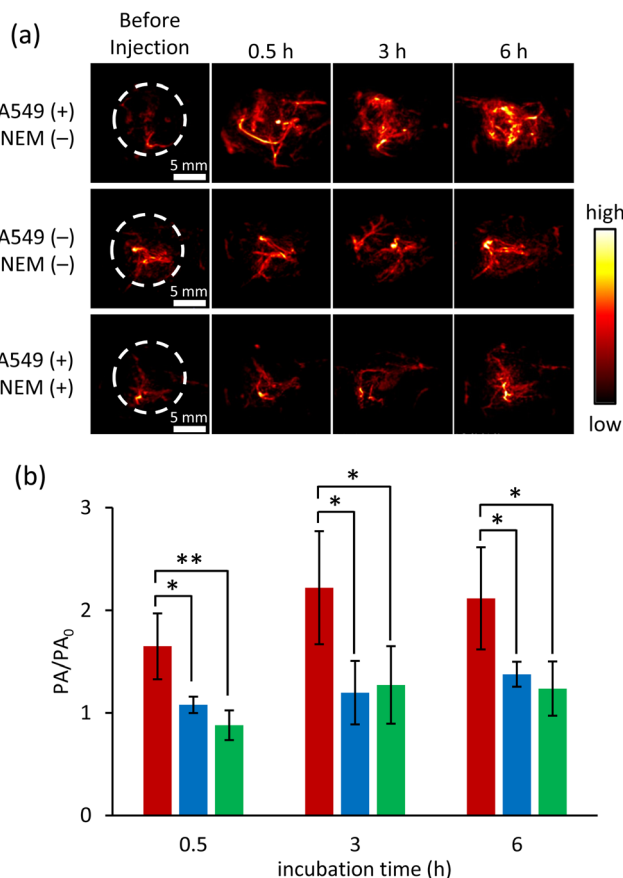 (a)
Before
Injection
0.5 h
3 h
6 h
A549 (+)
NEM (–)
5 mm
A549 (–)
NEM (–)
5 mm
A549 (+)
NEM (+)
5 mm
high
low
(b)
PA/PA₀
3
2
1
0
**
*
*
*
*
*
0.5
3
6
incubation time (h)